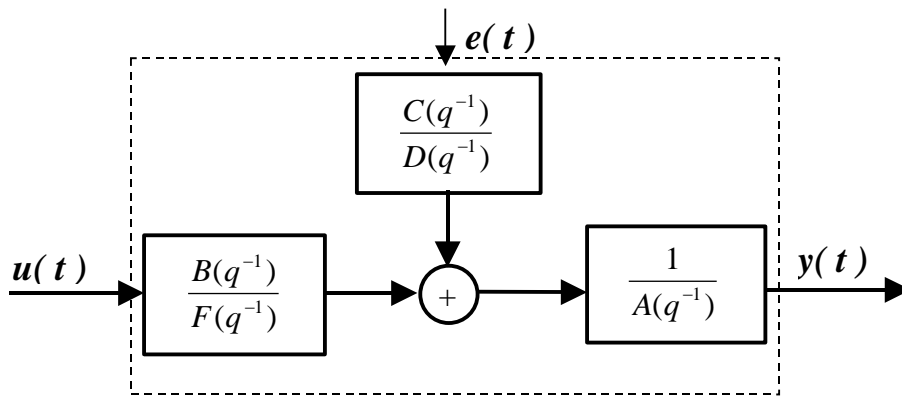 e( t )
C(q⁻¹)
D(q⁻¹)
u( t )
B(q⁻¹)
F(q⁻¹)
+
1
A(q⁻¹)
y( t )